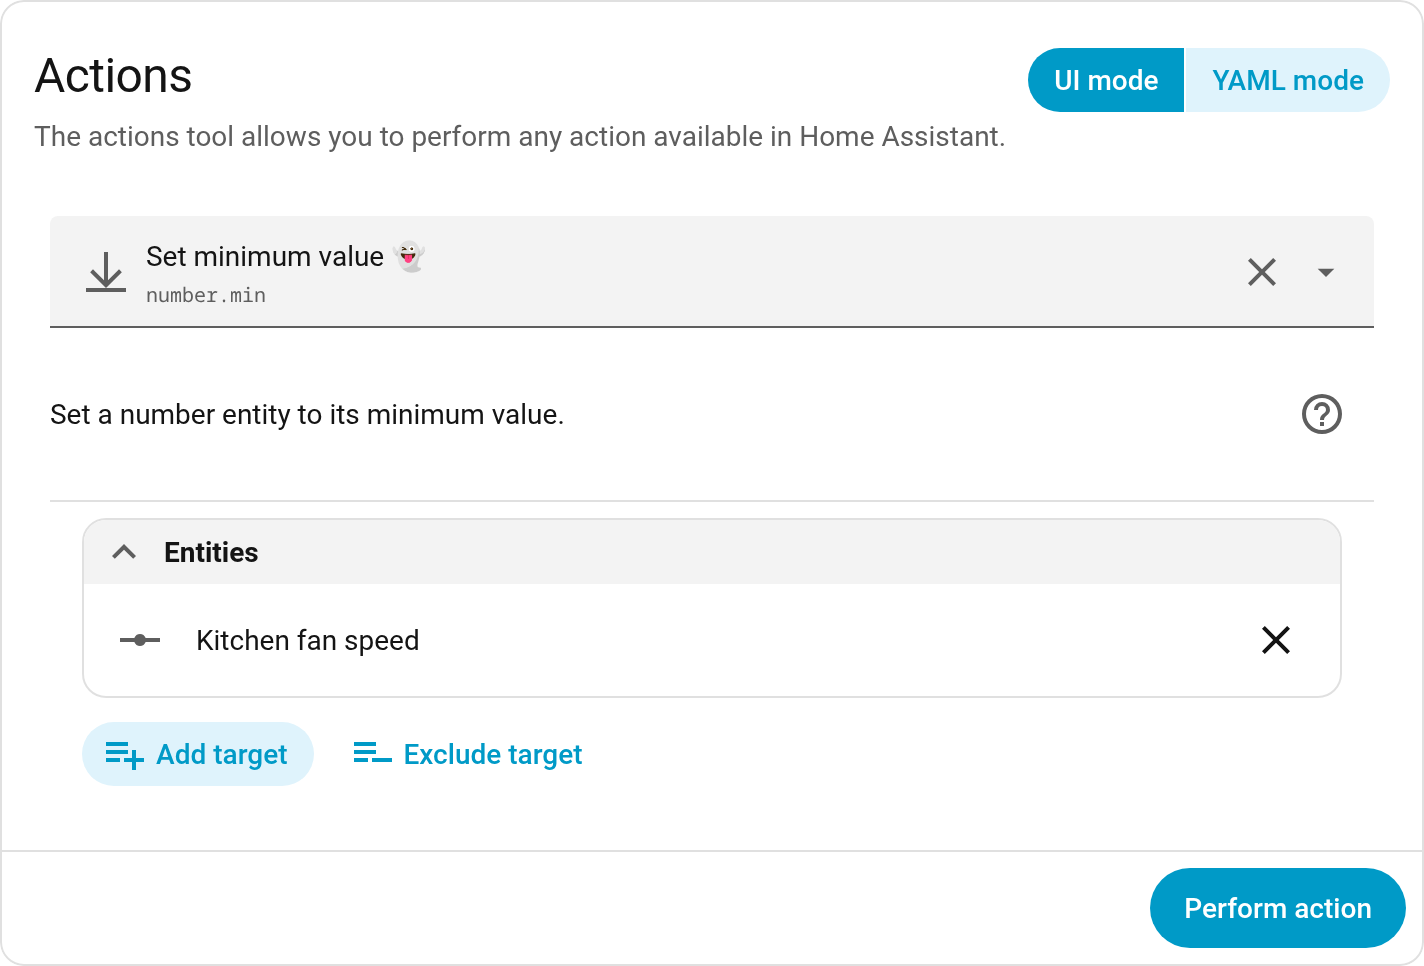 Actions
UI mode
YAML mode
The actions tool allows you to perform any action available in Home Assistant.
Set minimum value 👻
number.min
Set a number entity to its minimum value.
Entities
Kitchen fan speed
Add target
Exclude target
Perform action